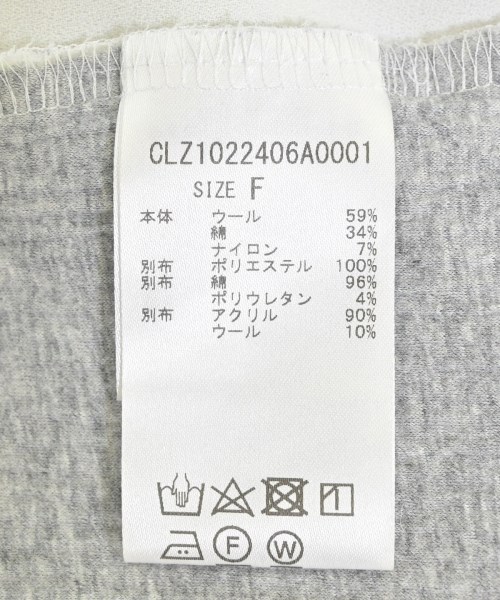 CLZ1022406A0001
SIZE F
本体 ウール 59%
綿 34%
ナイロン 7%
別布 ポリエステル 100%
別布 綿 96%
ポリウレタン 4%
別布 アクリル 90%
ウール 10%
F W